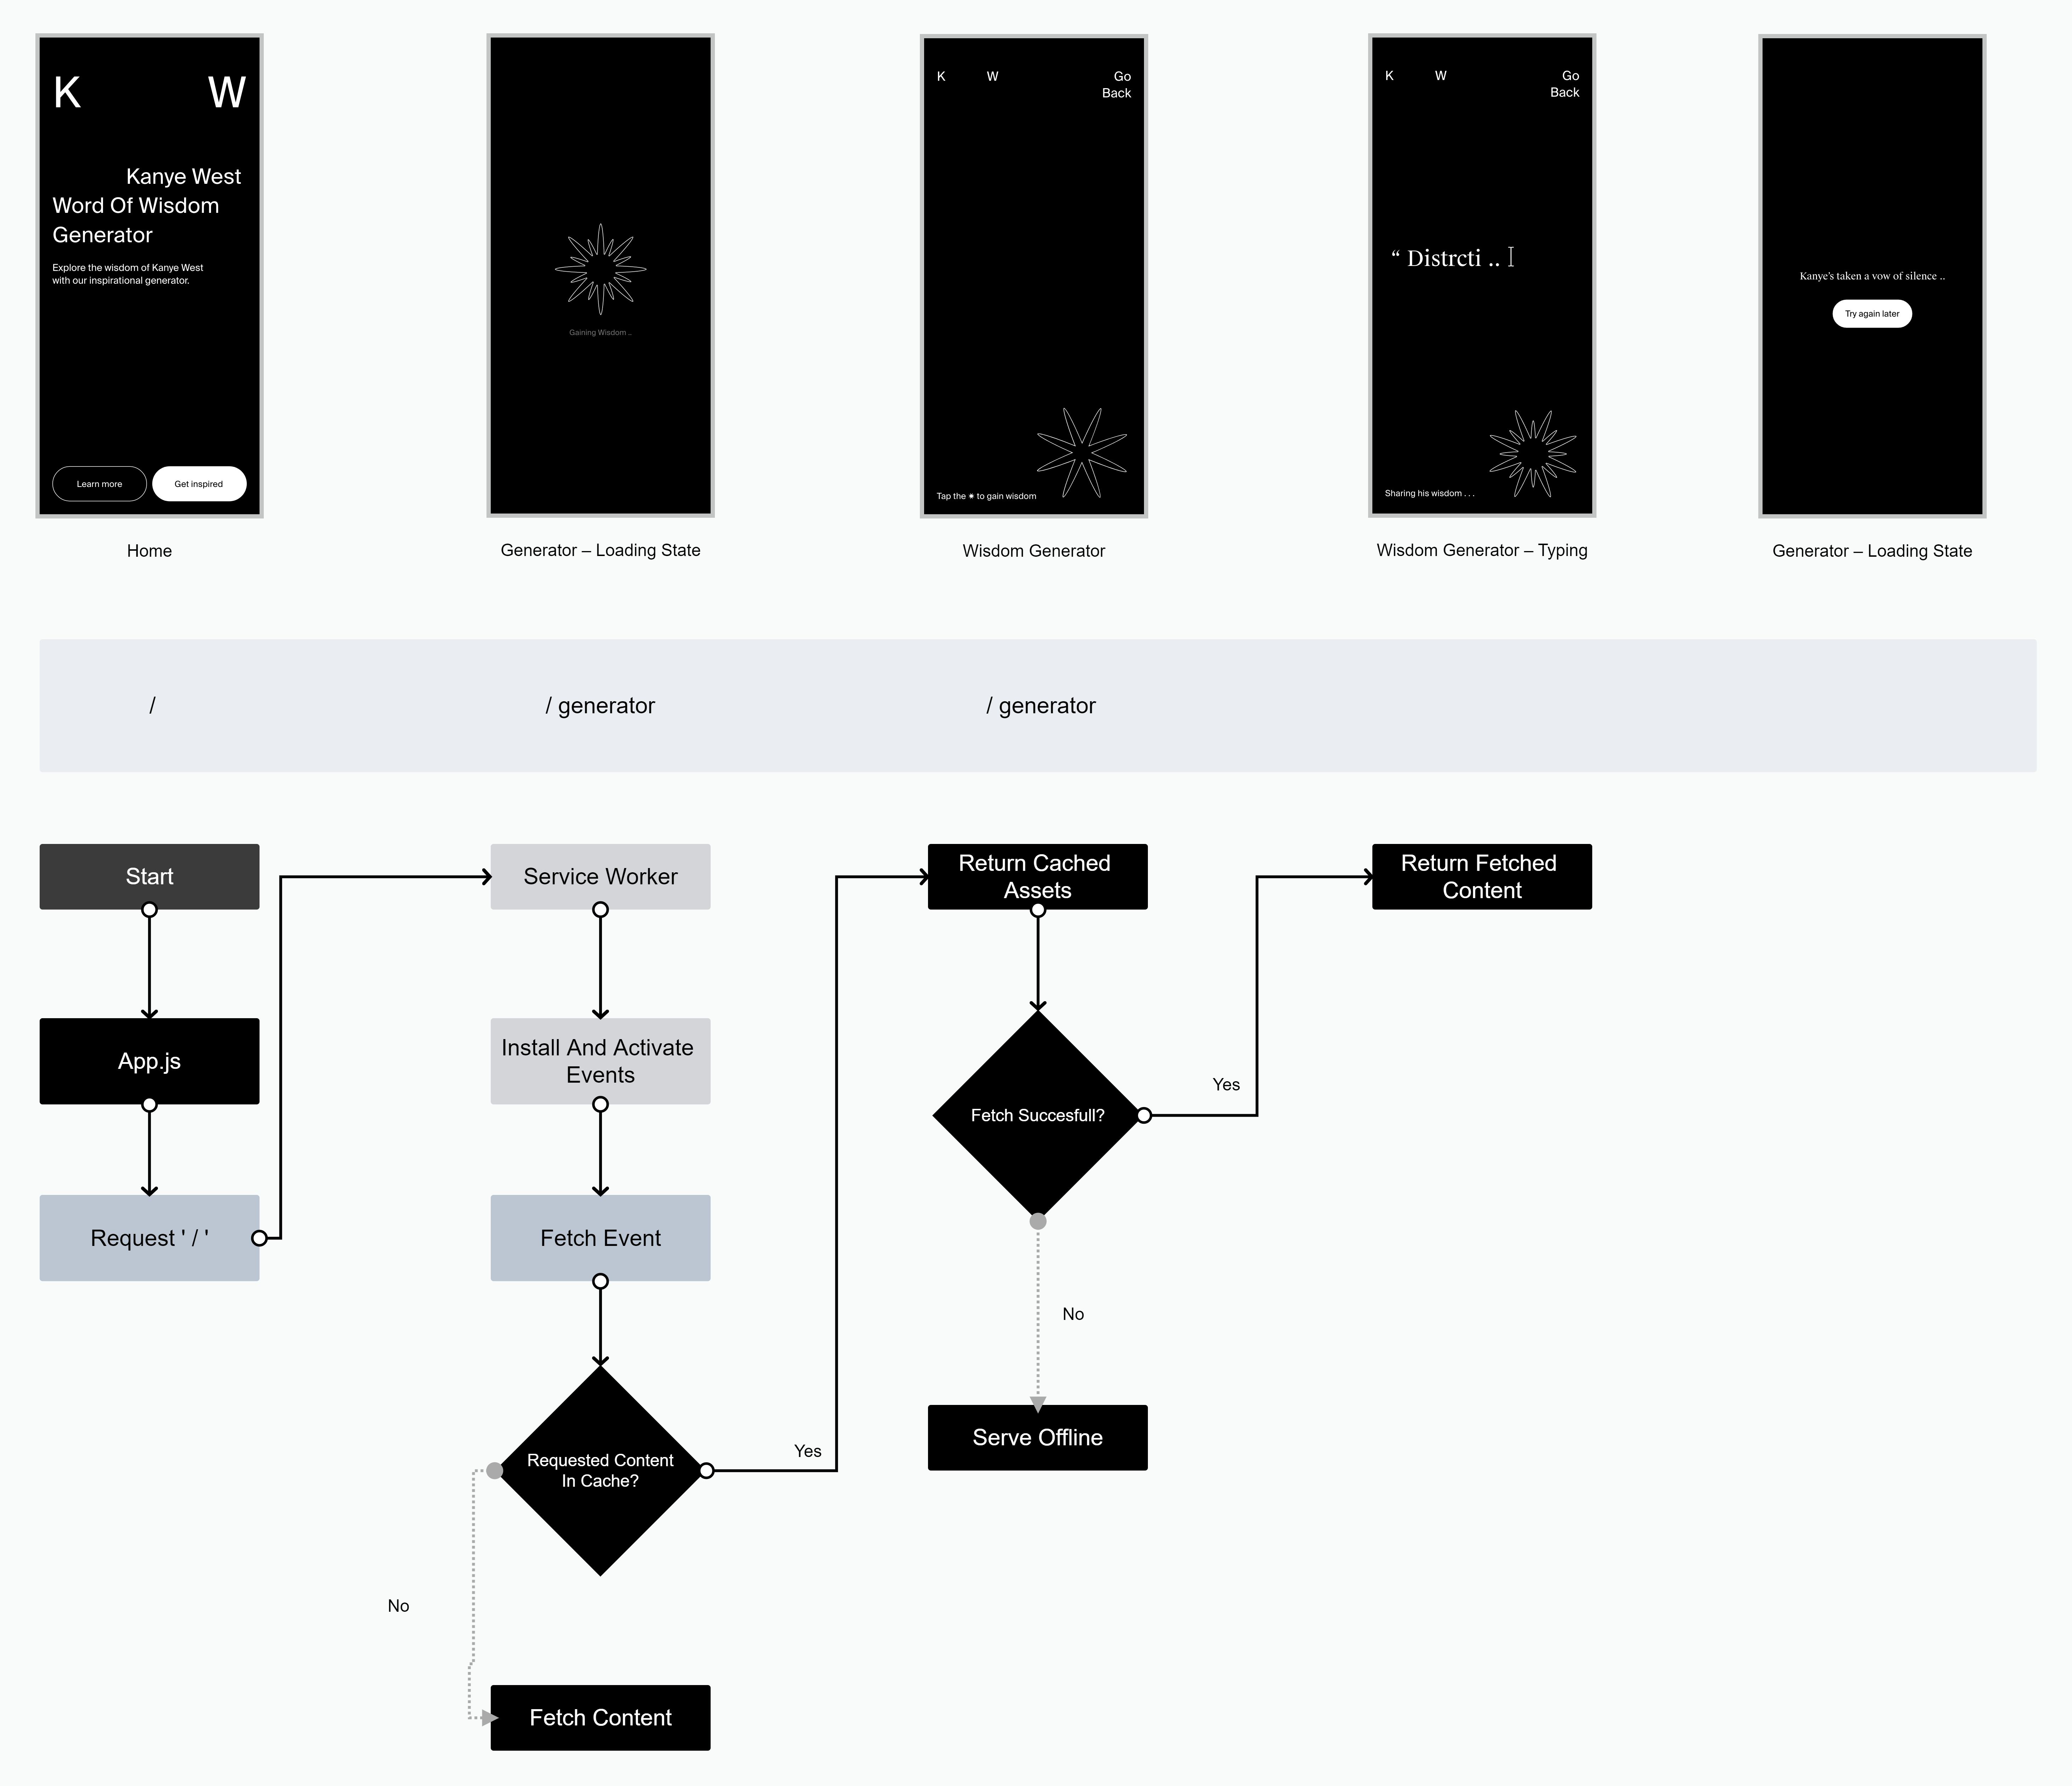 K W
Kanye West
Word Of Wisdom
Generator
Explore the wisdom of Kanye West
with our inspirational generator.
Learn more
Get inspired
Home
Gaining Wisdom ..
Generator – Loading State
K W Go
Back
Tap the ✷ to gain wisdom
Wisdom Generator
K W Go
Back
“ Distrcti ..
Sharing his wisdom . . .
Wisdom Generator – Typing
Kanye's taken a vow of silence ..
Try again later
Generator – Loading State
/
/ generator
/ generator
Start
App.js
Request ' / '
Service Worker
Install And Activate
Events
Fetch Event
Requested Content
In Cache?
Yes
No
Fetch Content
Return Cached
Assets
Fetch Succesfull?
Yes
No
Serve Offline
Return Fetched
Content